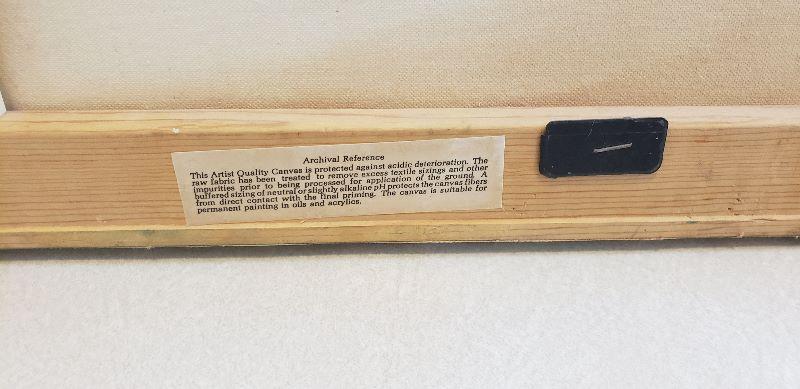 Archival Reference
This Artist Quality Canvas is protected against acidic deterioration. The
raw fabric has been treated to remove excess textile sizings and other
impurities prior to being processed for application of the ground. A
buffered sizing of neutral or slightly alkaline pH protects the canvas fibers
from direct contact with the final priming. The canvas is suitable for
permanent painting in oils and acrylics.